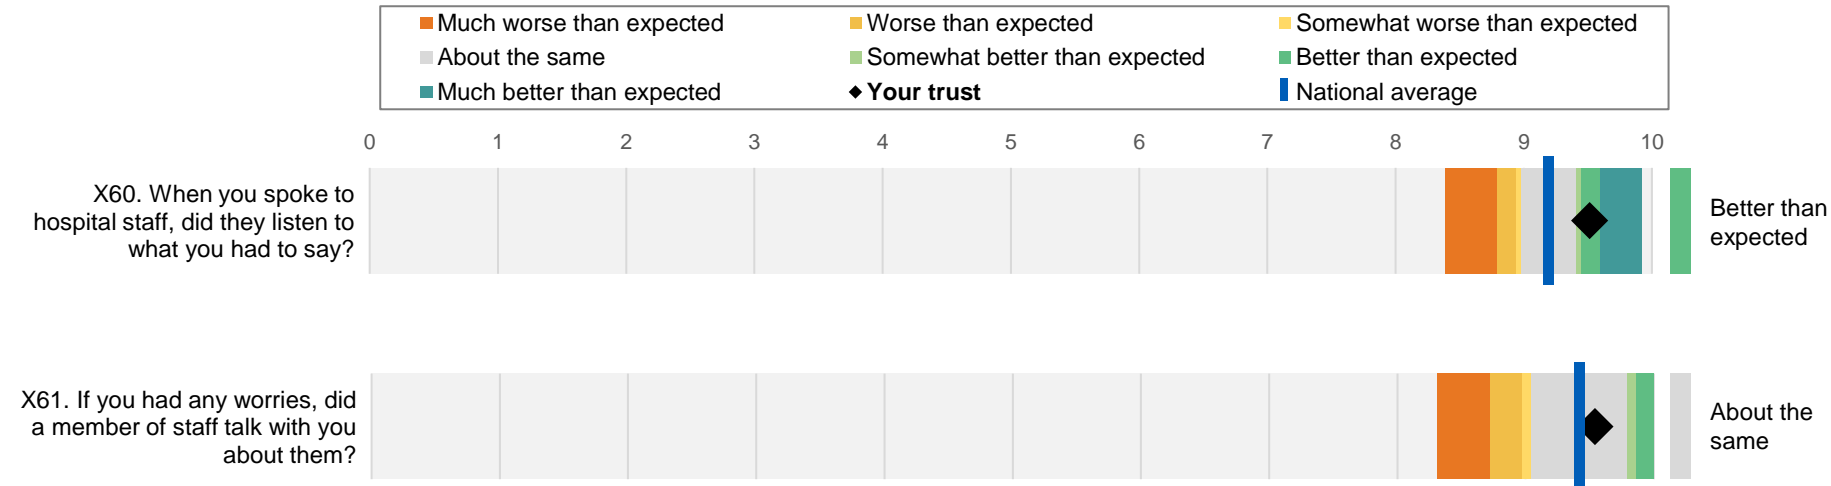 Much worse than expected
Worse than expected
Somewhat worse than expected
About the same
Somewhat better than expected
Better than expected
Much better than expected
Your trust
National average
0 1 2 3 4 5 6 7 8 9 10
X60. When you spoke to
hospital staff, did they listen to
what you had to say?
Better than
expected
X61. If you had any worries, did
a member of staff talk with you
about them?
About the
same